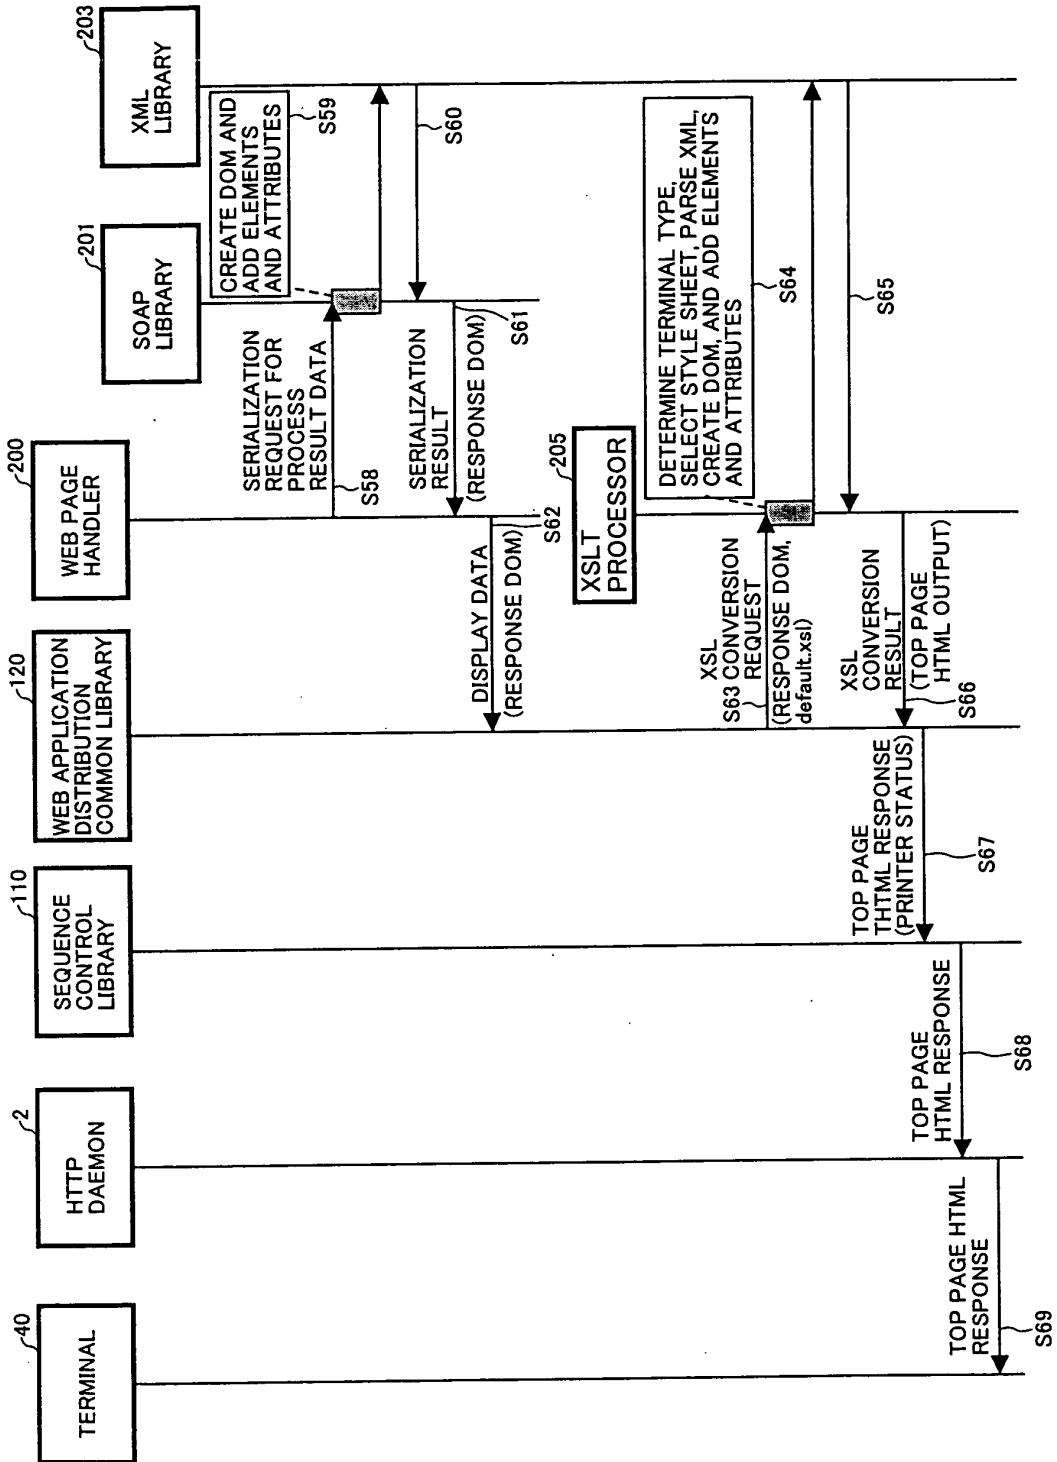 40
TERMINAL
2
HTTP
DAEMON
110
SEQUENCE
CONTROL
LIBRARY
120
WEB APPLICATION
DISTRIBUTION
COMMON LIBRARY
200
WEB PAGE
HANDLER
201
SOAP
LIBRARY
203
XML
LIBRARY
SERIALIZATION
REQUEST FOR
PROCESS
RESULT DATA
S58
CREATE DOM AND
ADD ELEMENTS
AND ATTRIBUTES
S59
S60
SERIALIZATION
RESULT
(RESPONSE DOM)
S61
DISPLAY DATA
(RESPONSE DOM)
S62
205
XSLT
PROCESSOR
XSL
S63 CONVERSION
REQUEST
(RESPONSE DOM,
default.xsl)
DETERMINE TERMINAL TYPE,
SELECT STYLE SHEET, PARSE XML,
CREATE DOM, AND ADD ELEMENTS
AND ATTRIBUTES
S64
S65
XSL
CONVERSION
RESULT
(TOP PAGE
HTML OUTPUT)
S66
TOP PAGE
THTML RESPONSE
(PRINTER STATUS)
S67
TOP PAGE
HTML RESPONSE
S68
TOP PAGE HTML
RESPONSE
S69